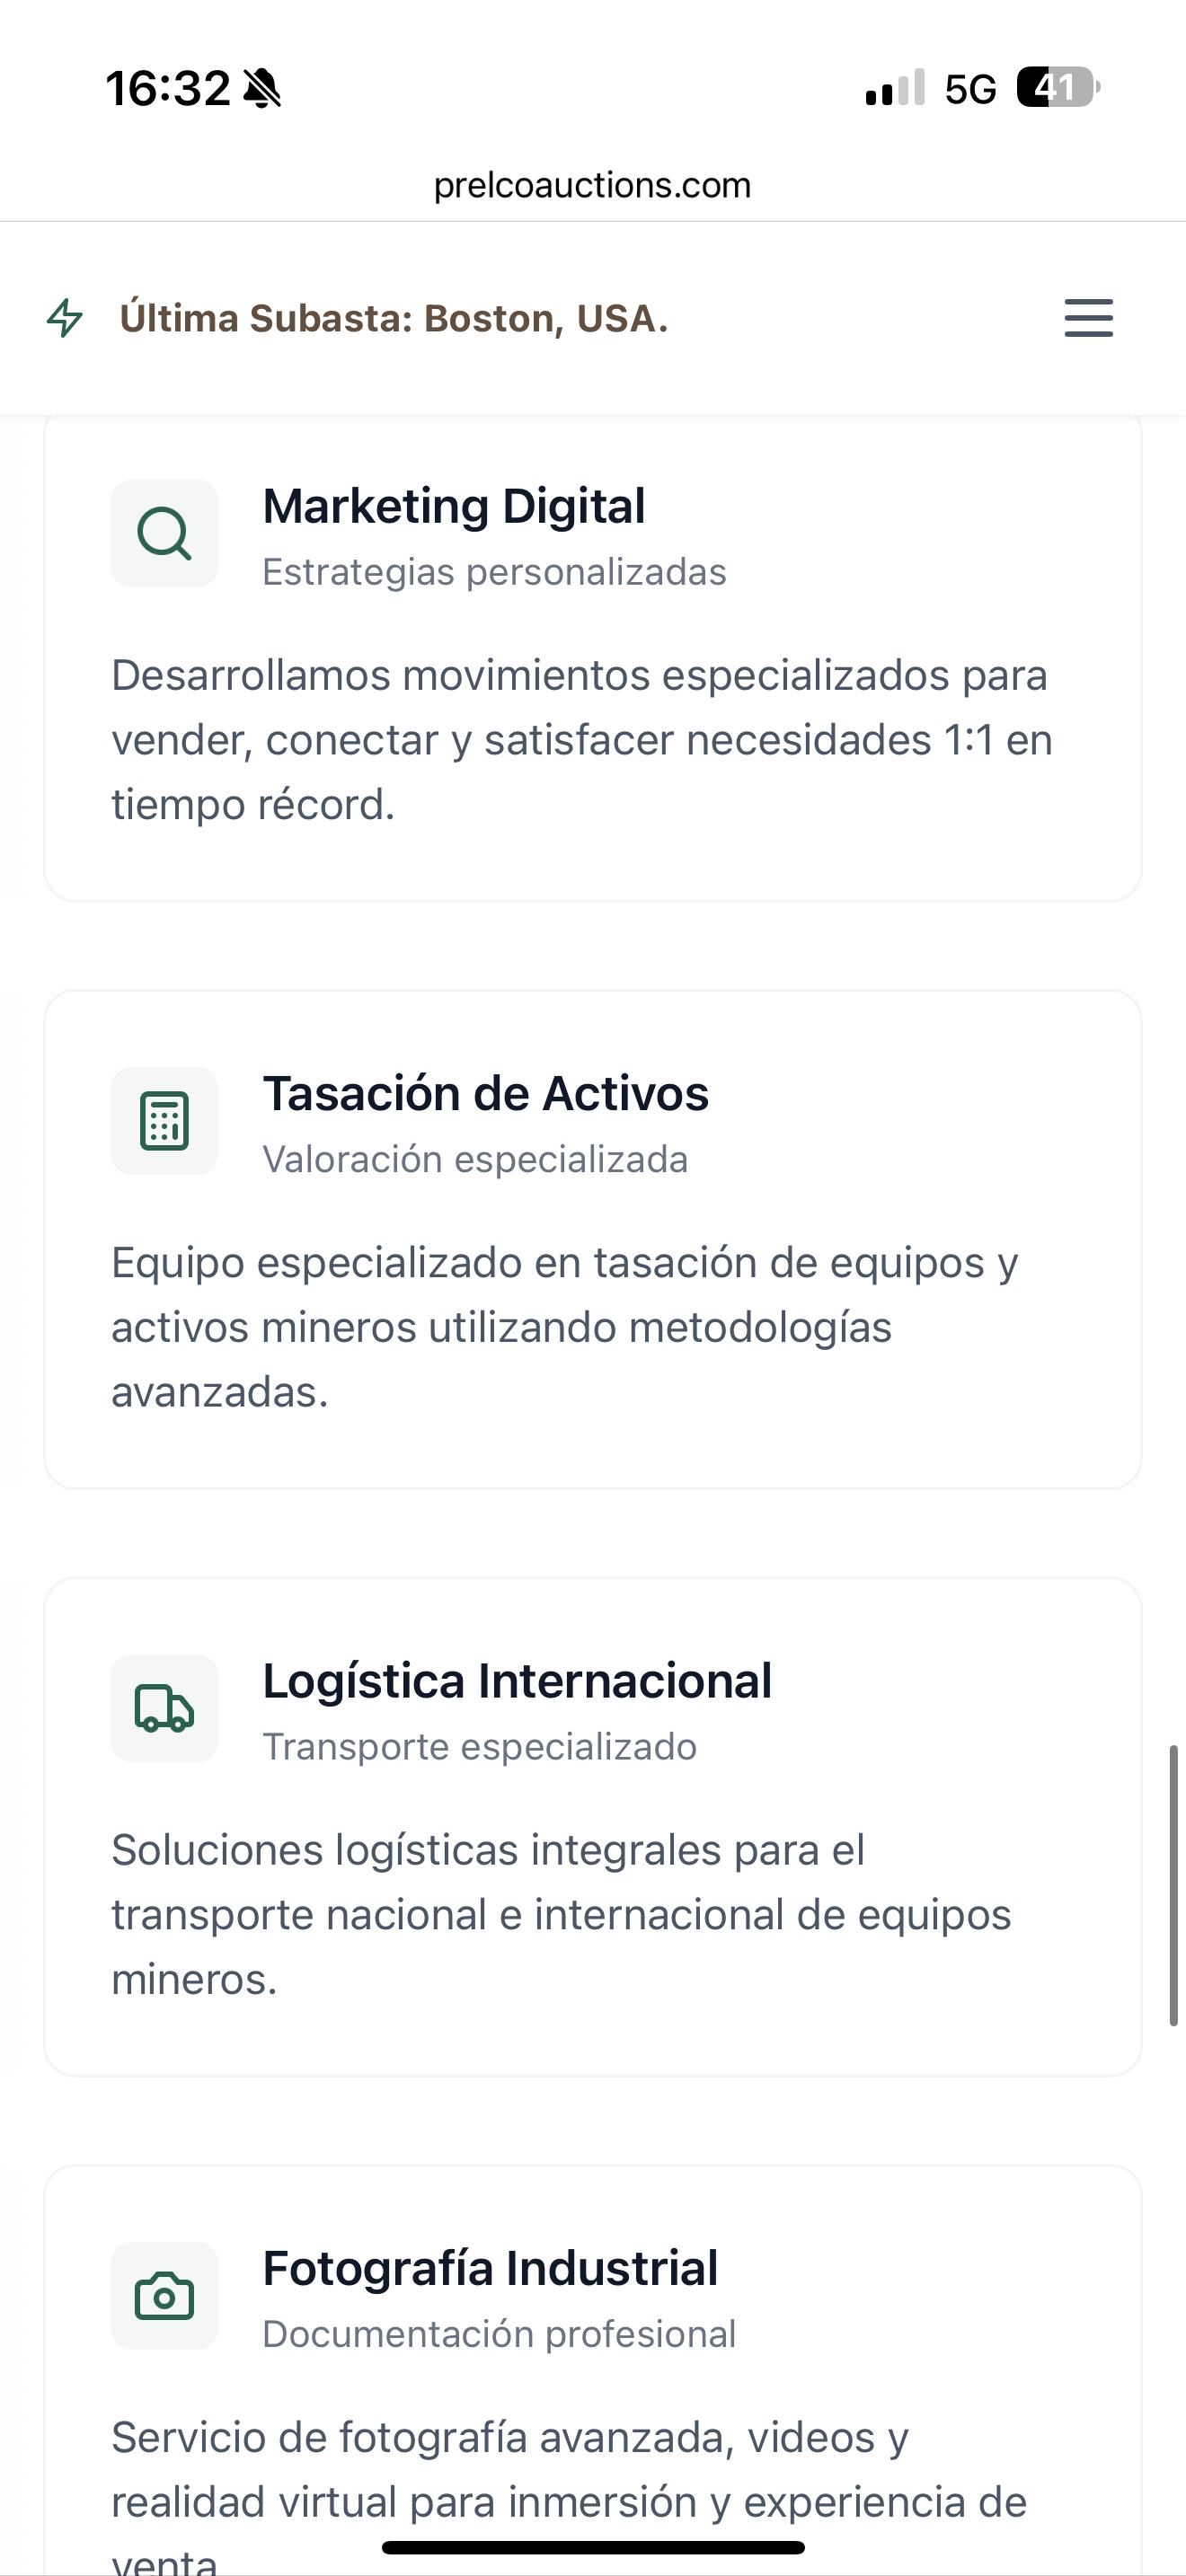 16:32
5G
41
prelcoauctions.com
Última Subasta: Boston, USA.
Marketing Digital
Estrategias personalizadas
Desarrollamos movimientos especializados para
vender, conectar y satisfacer necesidades 1:1 en
tiempo récord.
Tasación de Activos
Valoración especializada
Equipo especializado en tasación de equipos y
activos mineros utilizando metodologías
avanzadas.
Logística Internacional
Transporte especializado
Soluciones logísticas integrales para el
transporte nacional e internacional de equipos
mineros.
Fotografía Industrial
Documentación profesional
Servicio de fotografía avanzada, videos y
realidad virtual para inmersión y experiencia de
venta